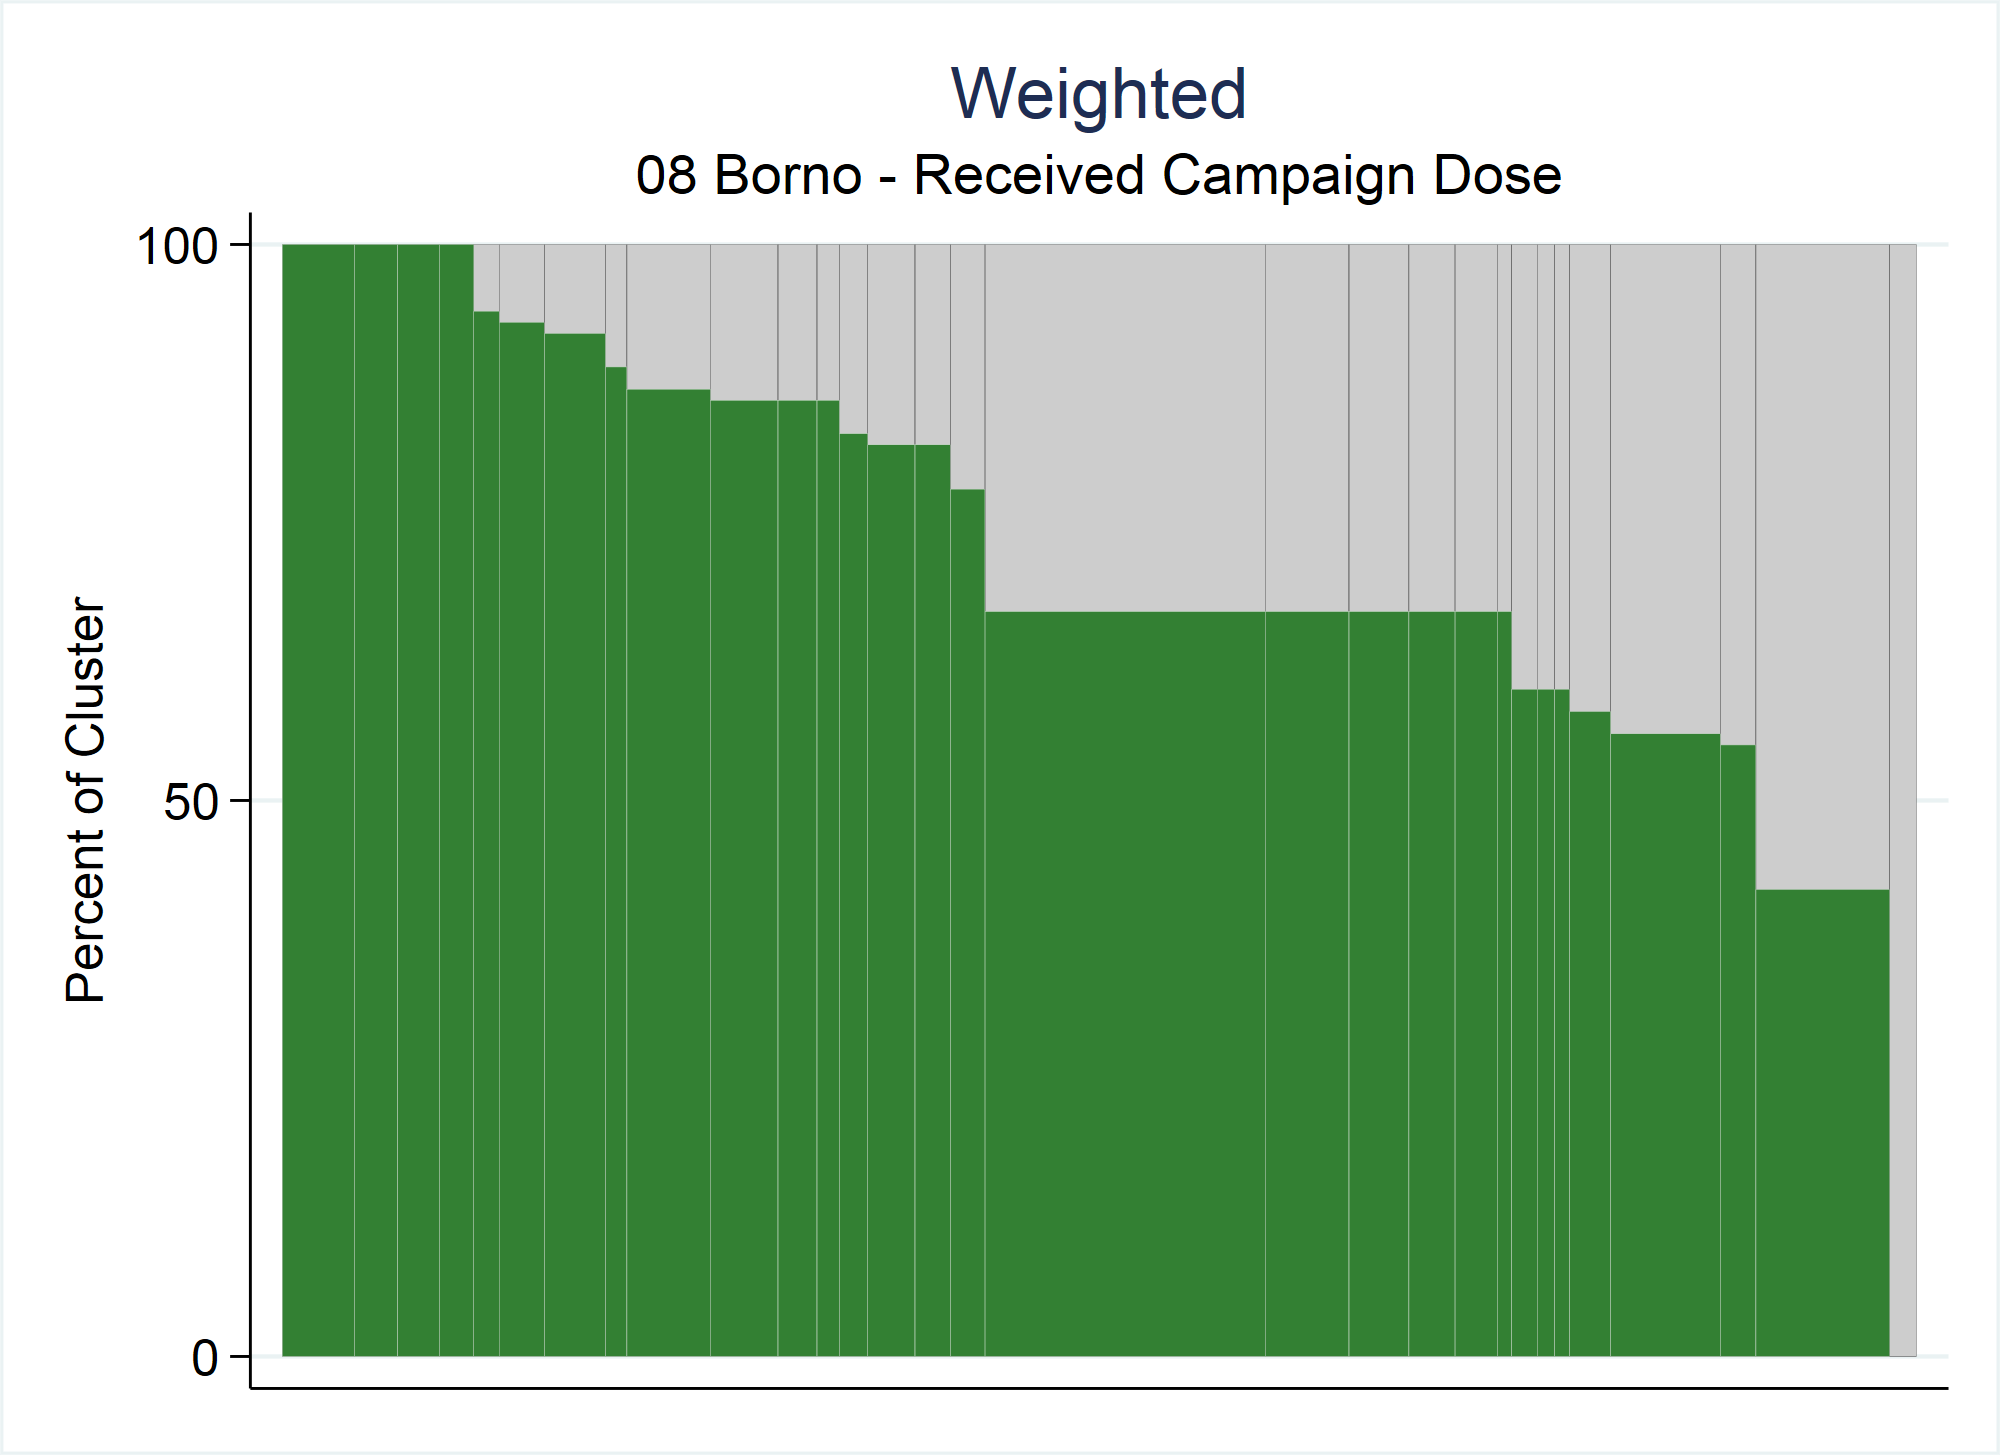 Weighted
08 Borno - Received Campaign Dose
100
50
0
Percent of Cluster